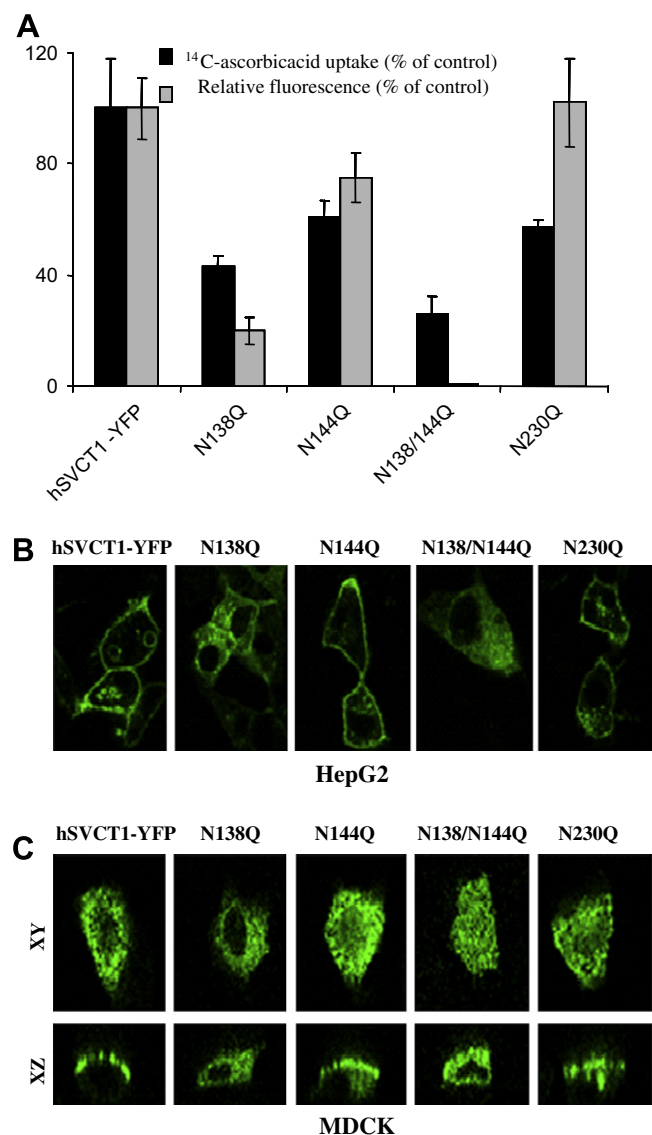 A
120
80
40
0
14C-ascorbicacid uptake (% of control)
Relative fluorescence (% of control)
hSVCT1 -YFP
N138Q
N144Q
N138/144Q
N230Q
B
hSVCT1-YFP N138Q N144Q N138/N144Q N230Q
HepG2
C
hSVCT1-YFP N138Q N144Q N138/N144Q N230Q
XY
XZ
MDCK